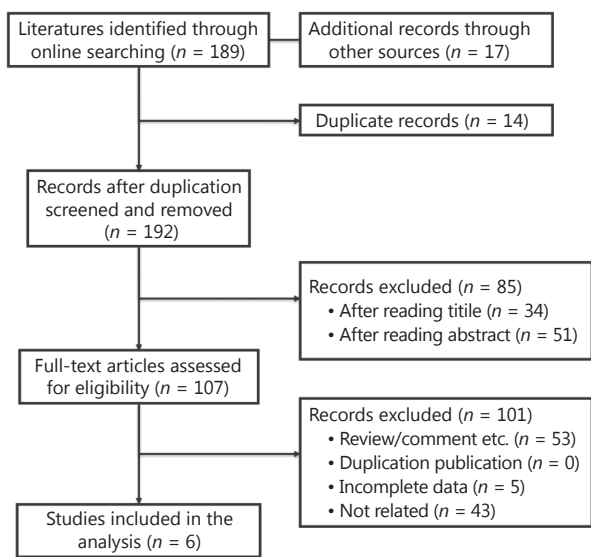 Literatures identified through
online searching (n = 189)
Additional records through
other sources (n = 17)
Duplicate records (n = 14)
Records after duplication
screened and removed
(n = 192)
Records excluded (n = 85)
• After reading titile (n = 34)
• After reading abstract (n = 51)
Full-text articles assessed
for eligibility (n = 107)
Records excluded (n = 101)
• Review/comment etc. (n = 53)
• Duplication publication (n = 0)
• Incomplete data (n = 5)
• Not related (n = 43)
Studies included in the
analysis (n = 6)